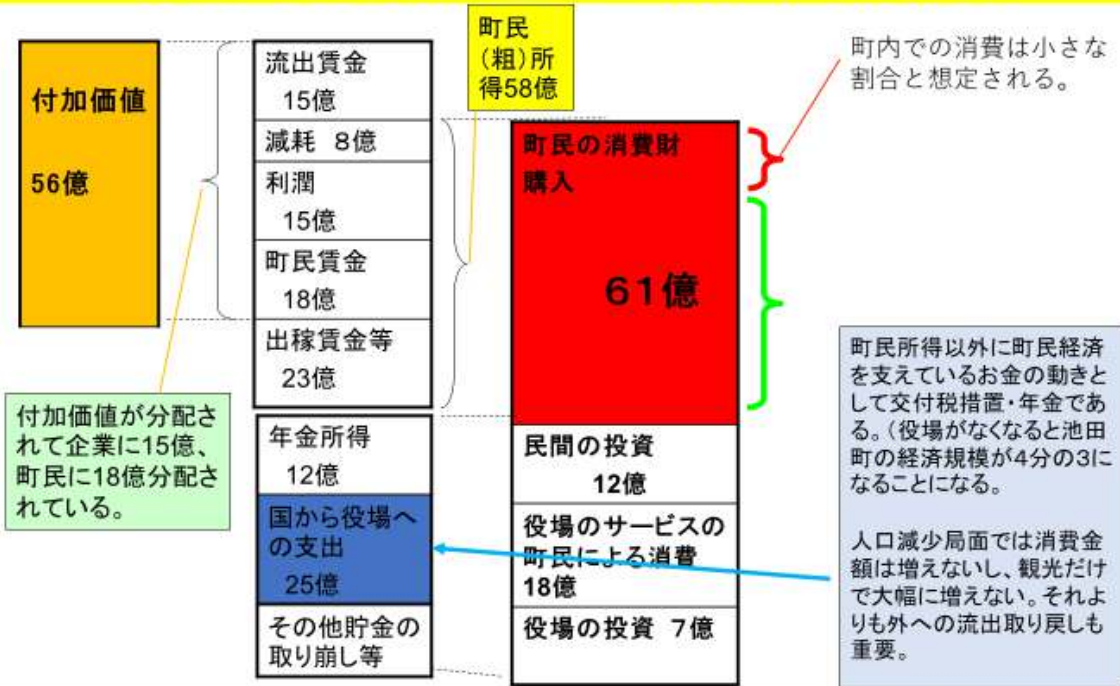 付加価値
56億
流出賃金
15億
減耗 8億
利潤
15億
町民賃金
18億
出稼賃金等
23億
年金所得
12億
国から役場へ
の支出
25億
その他貯金の
取り崩し等
町民
(粗)所
得58億
町民の消費財
購入
61億
民間の投資
12億
役場のサービスの
町民による消費
18億
役場の投資 7億
町内での消費は小さな
割合と想定される。
付加価値が分配さ
れて企業に15億、
町民に18億分配さ
れている。
町民所得以外に町民経済
を支えているお金の動きと
して交付税措置・年金であ
る。(役場がなくなると池田
町の経済規模が4分の3に
なることになる。
人口減少局面では消費金
額は増えないし、観光だけ
で大幅に増えない。それよ
りも外への流出取り戻しも
重要。